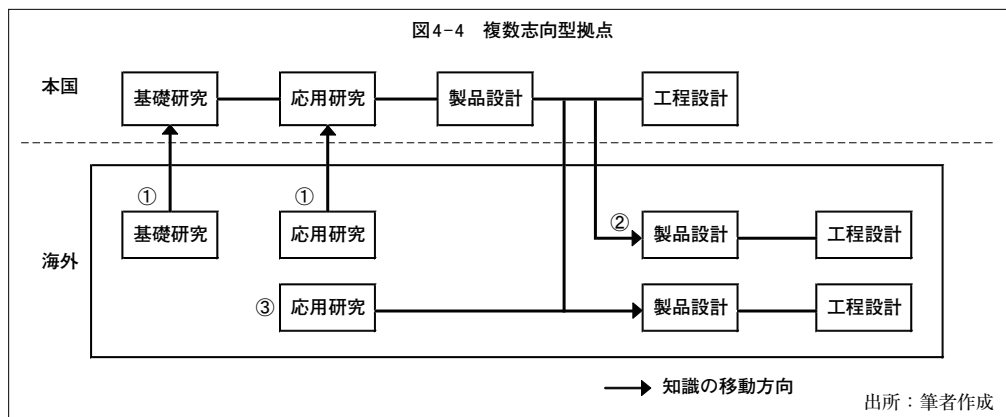 図4-4 複数志向型拠点
本国
基礎研究
応用研究
製品設計
工程設計
①
①
②
基礎研究
応用研究
製品設計
工程設計
海外
③
応用研究
製品設計
工程設計
知識の移動方向
出所：筆者作成